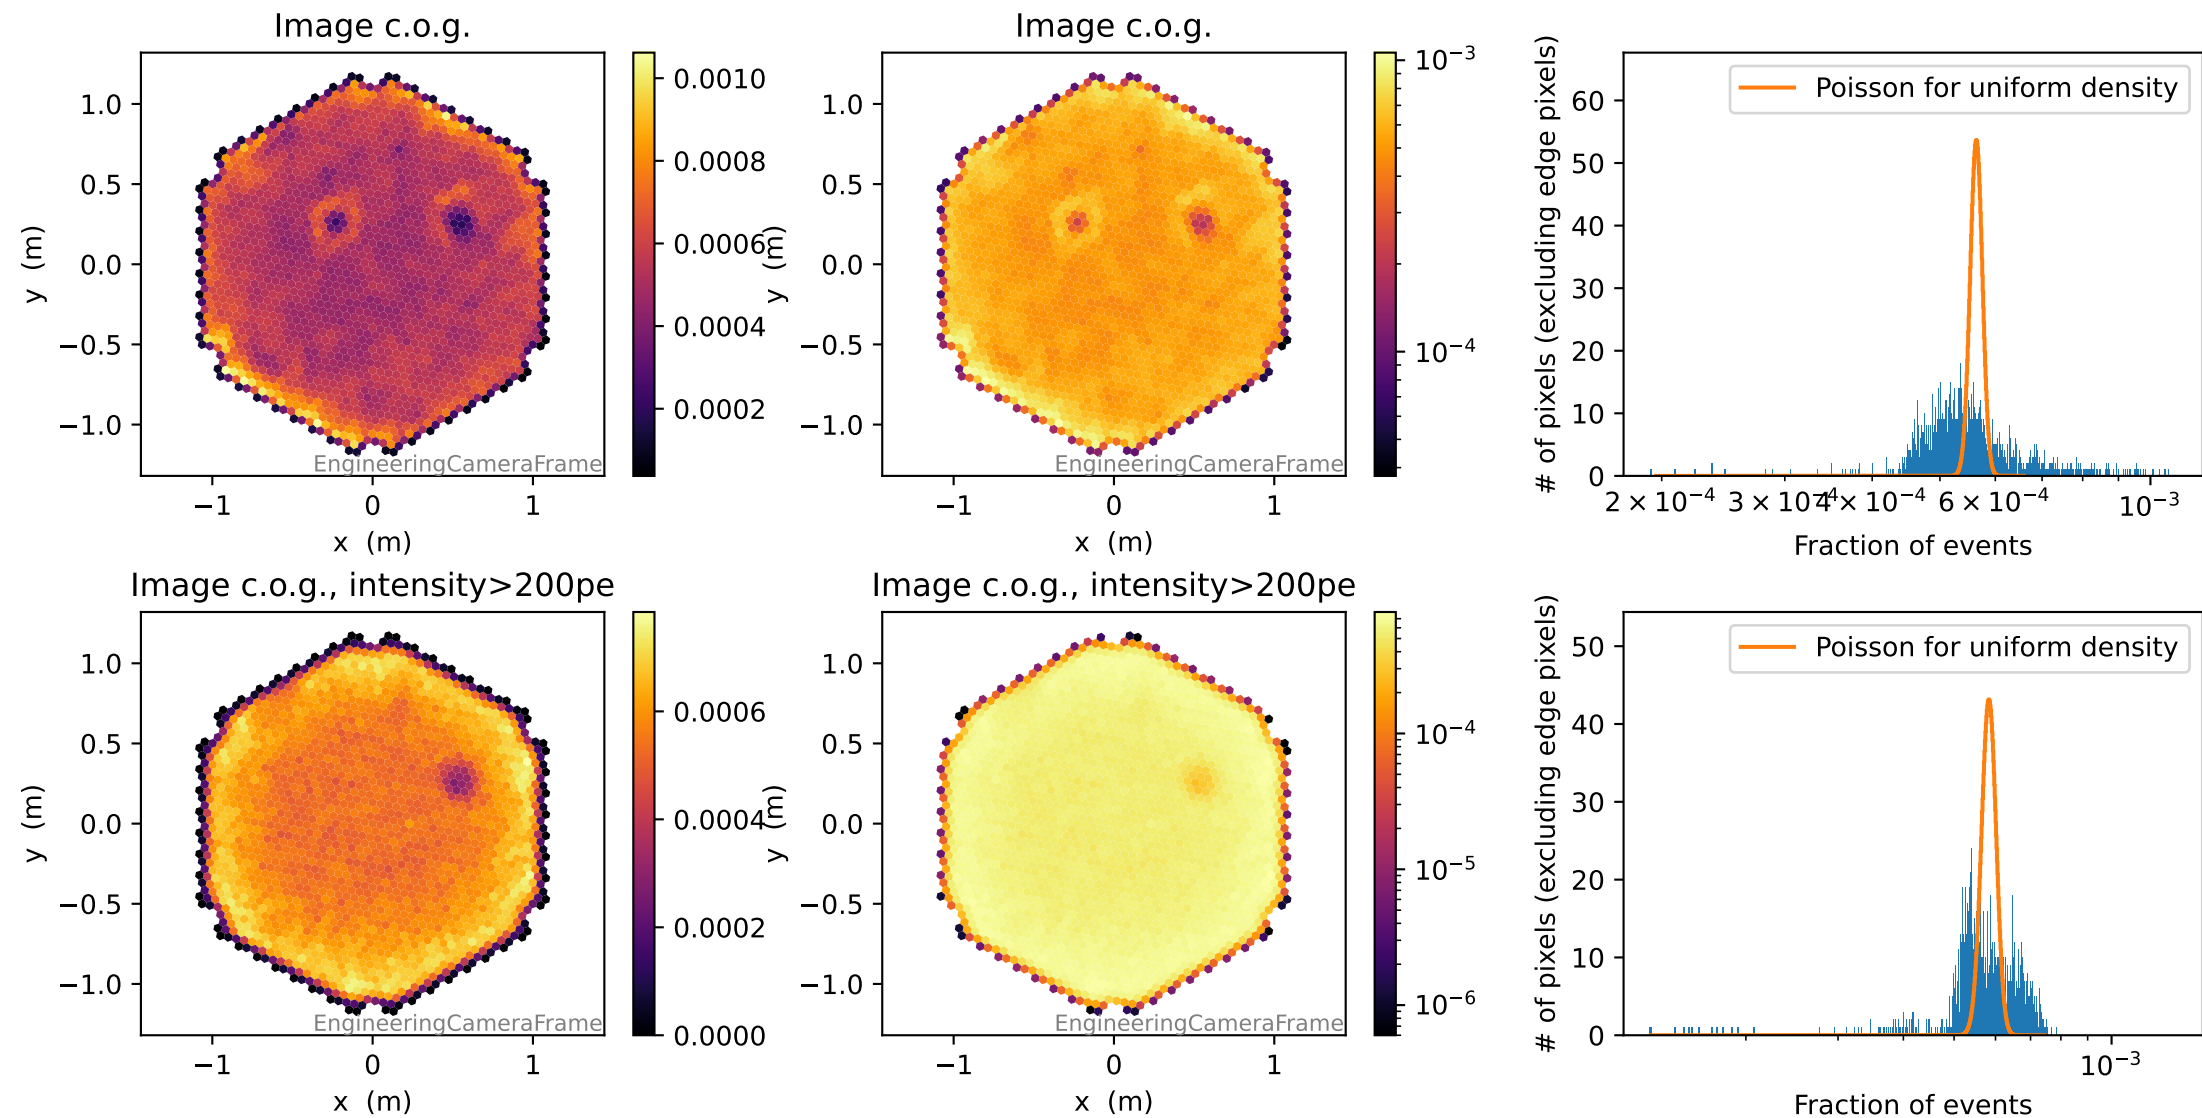 Image c.o.g.
1.0
0.5
0.0
−0.5
−1.0
y (m)
−1
0
1
x (m)
EngineeringCameraFrame
0.0010
0.0008
0.0006
0.0004
0.0002
Image c.o.g.
1.0
0.5
0.0
−0.5
−1.0
y (m)
−1
0
1
x (m)
EngineeringCameraFrame
10−3
10−4
# of pixels (excluding edge pixels)
60
50
40
30
20
10
0
Poisson for uniform density
2 × 10−4
3 × 10−4
4 × 10−4
6 × 10−4
10−3
Fraction of events
Image c.o.g., intensity>200pe
1.0
0.5
0.0
−0.5
−1.0
y (m)
−1
0
1
x (m)
EngineeringCameraFrame
0.0006
0.0004
0.0002
0.0000
Image c.o.g., intensity>200pe
1.0
0.5
0.0
−0.5
−1.0
y (m)
−1
0
1
x (m)
EngineeringCameraFrame
10−4
10−5
10−6
# of pixels (excluding edge pixels)
50
40
30
20
10
0
Poisson for uniform density
10−3
Fraction of events